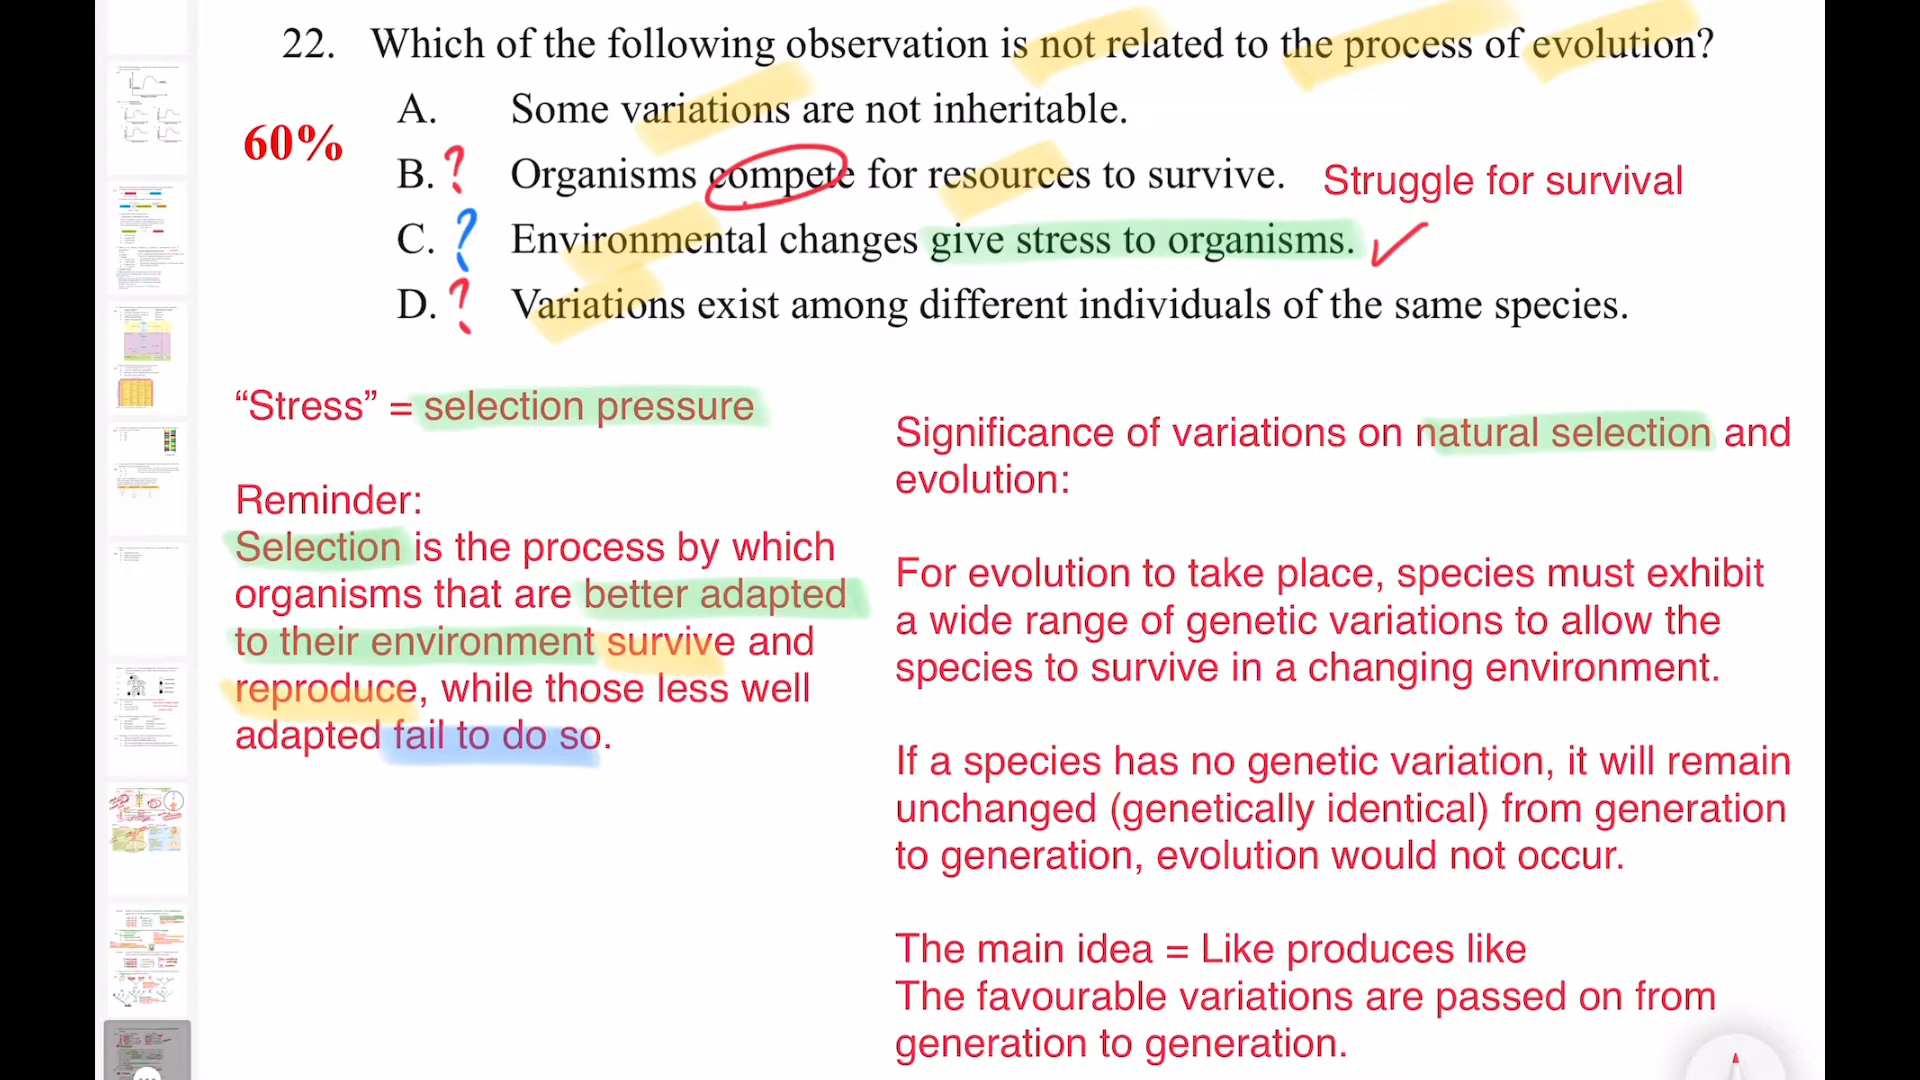 22. Which of the following observation is not related to the process of evolution?
A. Some variations are not inheritable.
60%
B. ? Organisms compete for resources to survive. Struggle for survival
C. ? Environmental changes give stress to organisms. ✓
D. ? Variations exist among different individuals of the same species.
“Stress” = selection pressure
Reminder:
Selection is the process by which
organisms that are better adapted
to their environment survive and
reproduce, while those less well
adapted fail to do so.
Significance of variations on natural selection and
evolution:
For evolution to take place, species must exhibit
a wide range of genetic variations to allow the
species to survive in a changing environment.
If a species has no genetic variation, it will remain
unchanged (genetically identical) from generation
to generation, evolution would not occur.
The main idea = Like produces like
The favourable variations are passed on from
generation to generation.